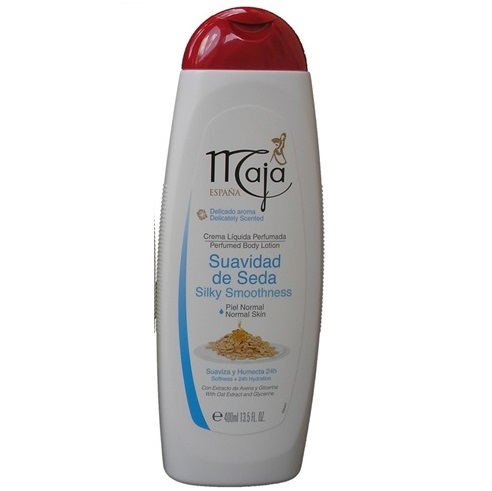 Maja
ESPAÑA
Delicado aroma
Delicately Scented
Crema Líquida Perfumada
Perfumed Body Lotion
Suavidad
de Seda
Silky Smoothness
Piel Normal
Normal Skin
Suaviza y Humecta 24h
Softness + 24h Hydration
Con Extracto de Avena y Glicerina
With Oat Extract and Glycerine
℮ 400ml 13.5 FL. OZ.